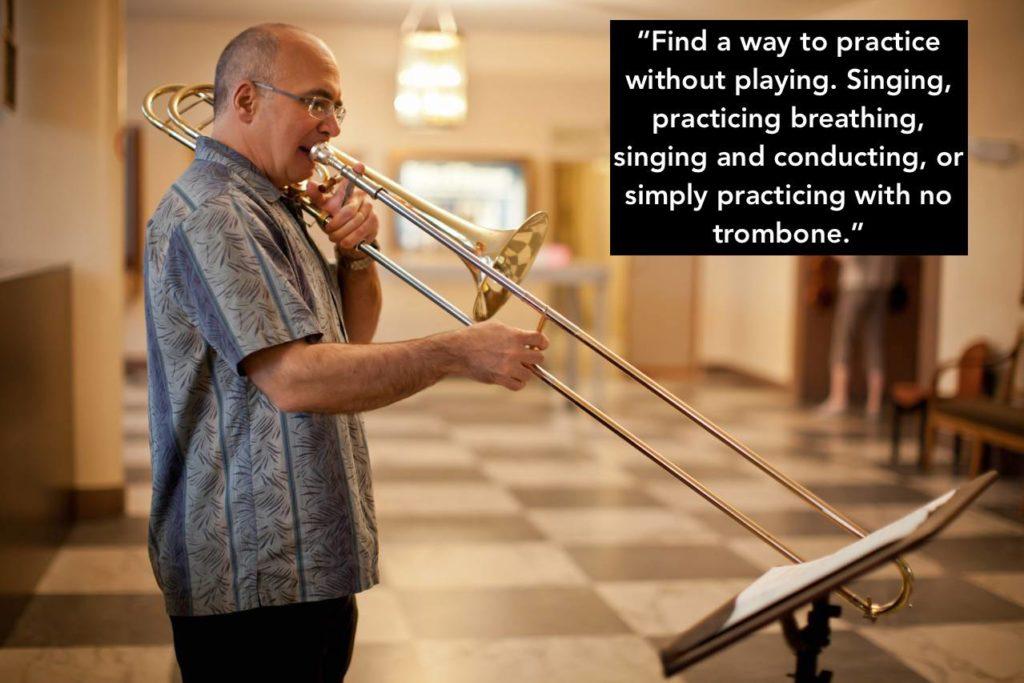 “Find a way to practice
without playing. Singing,
practicing breathing,
singing and conducting, or
simply practicing with no
trombone.”